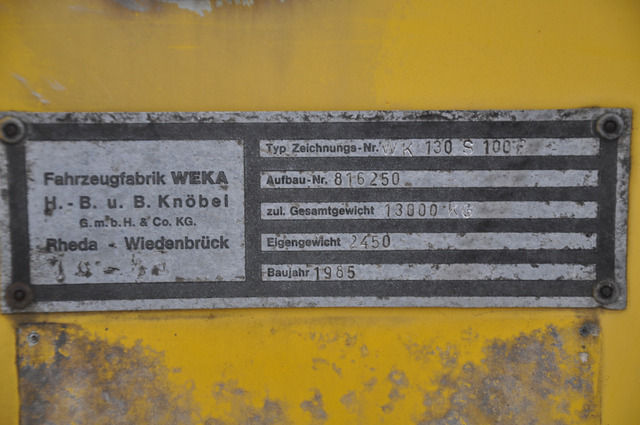 Fahrzeugfabrik WEKA
H.-B. u. B. Knöbel
G.m.b.H. & Co. KG.
Rheda - Wiedenbrück
Typ Zeichnungs-Nr. WK 130 S 100
Aufbau-Nr. 816250
zul. Gesamtgewicht 13000 KG
Eigengewicht 2450
Baujahr 1985